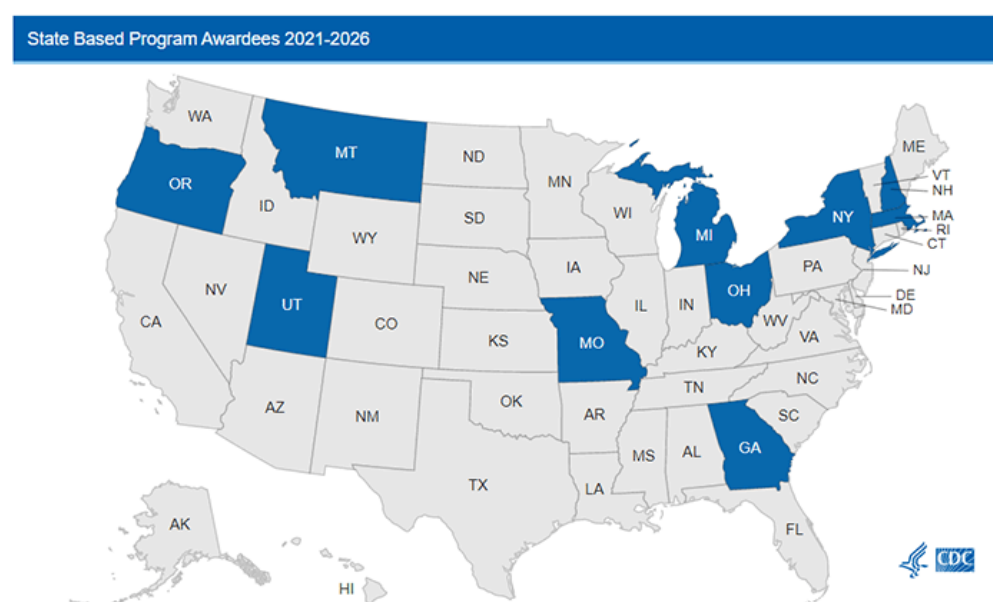 State Based Program Awardees 2021-2026
WA
MT
ND
MN
ME
VT
NH
OR
ID
SD
WI
MI
NY
MA
RI
CT
WY
IA
PA
NJ
NE
NV
UT
IL
IN
OH
DE
MD
CA
CO
KS
MO
WV
VA
KY
AZ
NM
OK
TN
NC
AR
SC
MS
AL
GA
TX
LA
AK
FL
HI
CDC